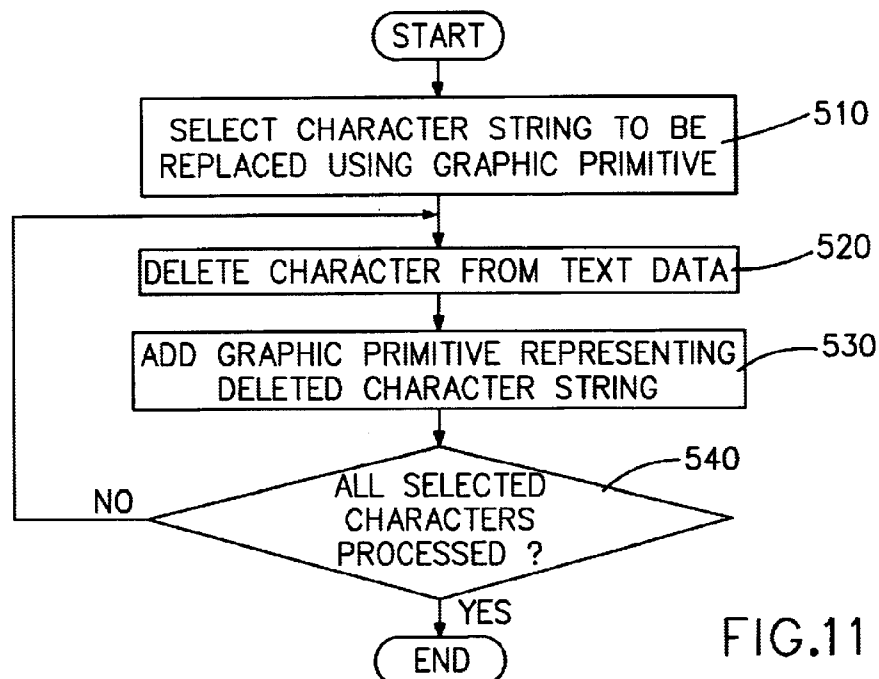 START
SELECT CHARACTER STRING TO BE
REPLACED USING GRAPHIC PRIMITIVE
510
DELETE CHARACTER FROM TEXT DATA
520
ADD GRAPHIC PRIMITIVE REPRESENTING
DELETED CHARACTER STRING
530
ALL SELECTED
CHARACTERS
PROCESSED ?
540
NO
YES
END
FIG.11